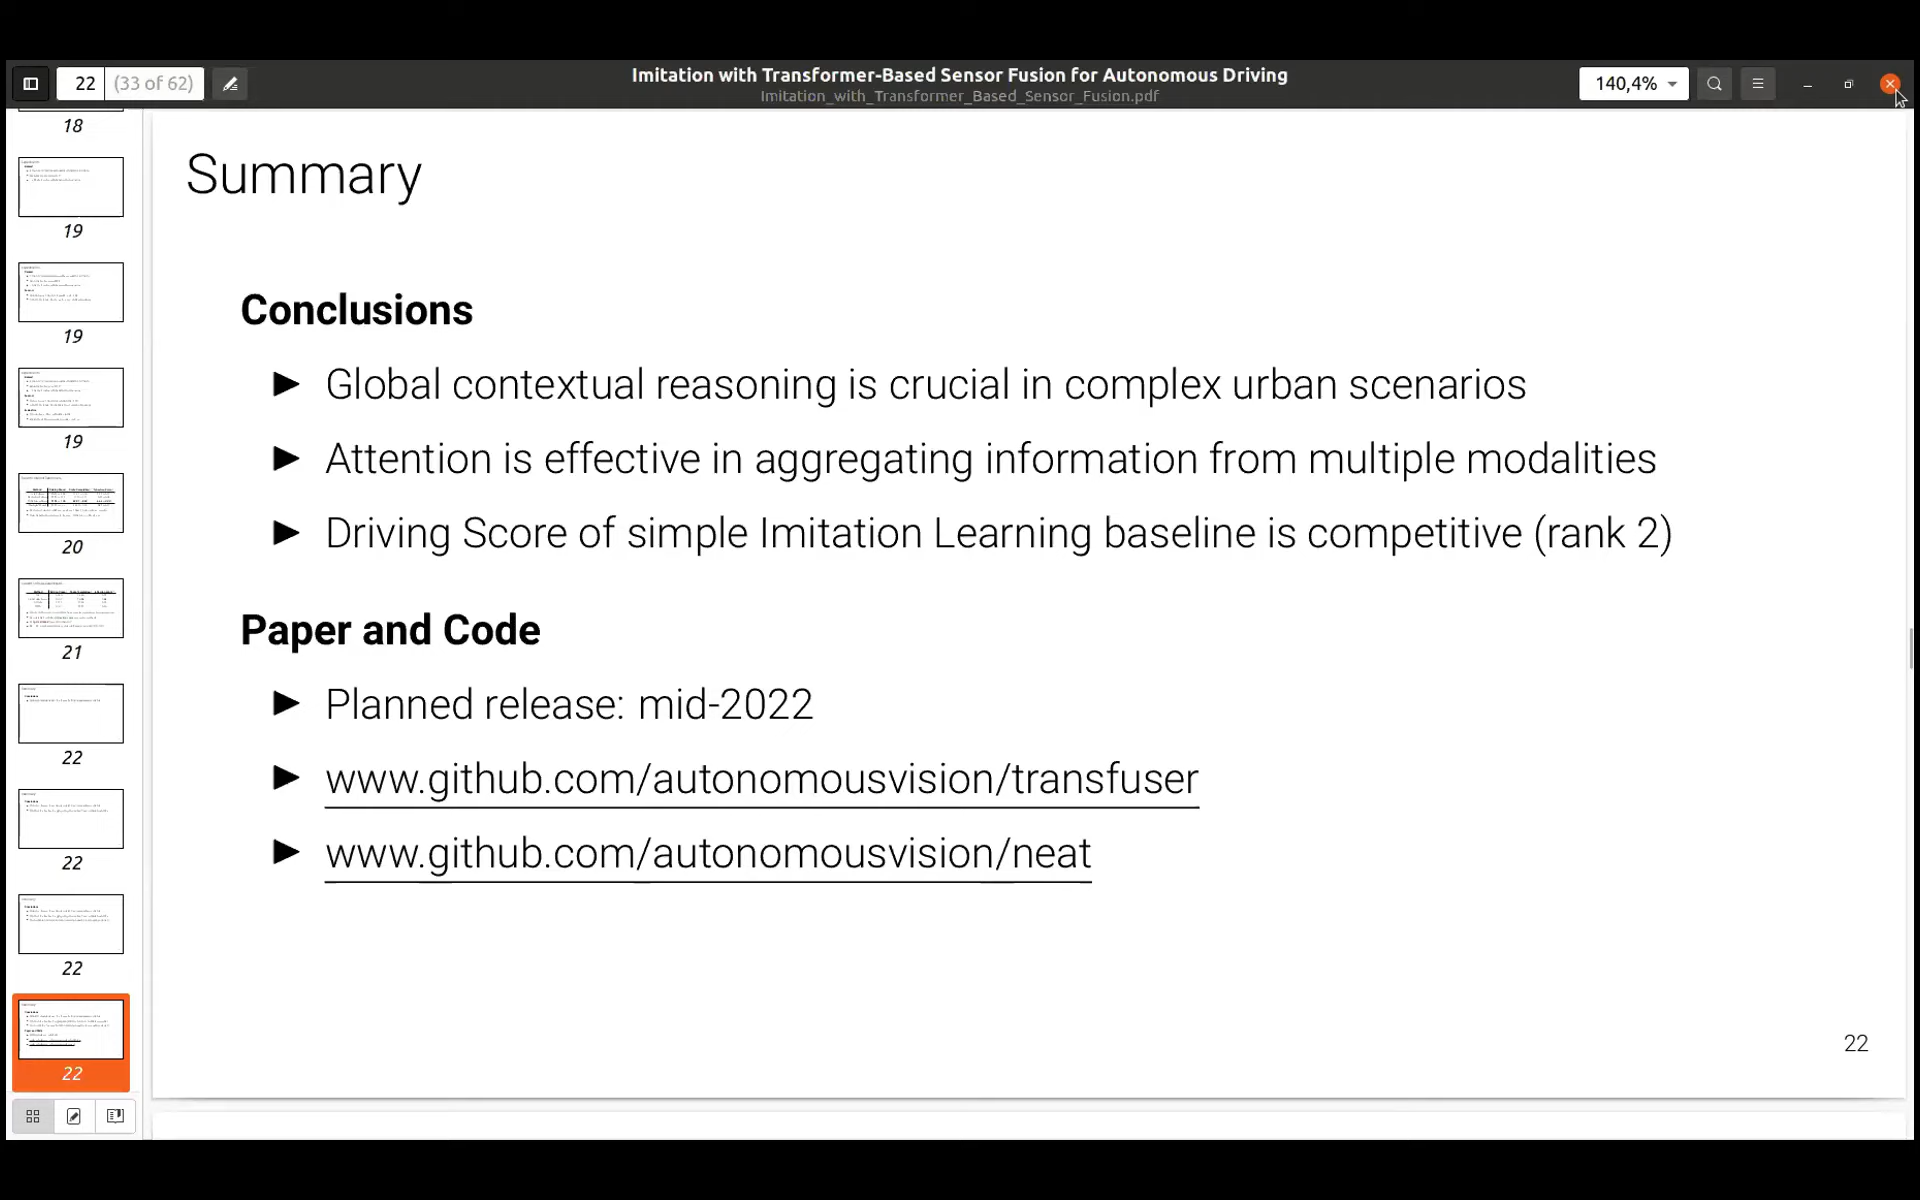 22 (33 of 62)
Imitation with Transformer-Based Sensor Fusion for Autonomous Driving
Imitation_with_Transformer_Based_Sensor_Fusion.pdf
140,4%
18
19
19
19
20
21
22
22
22
22
Summary
Conclusions
► Global contextual reasoning is crucial in complex urban scenarios
► Attention is effective in aggregating information from multiple modalities
► Driving Score of simple Imitation Learning baseline is competitive (rank 2)
Paper and Code
► Planned release: mid-2022
► www.github.com/autonomousvision/transfuser
► www.github.com/autonomousvision/neat
22